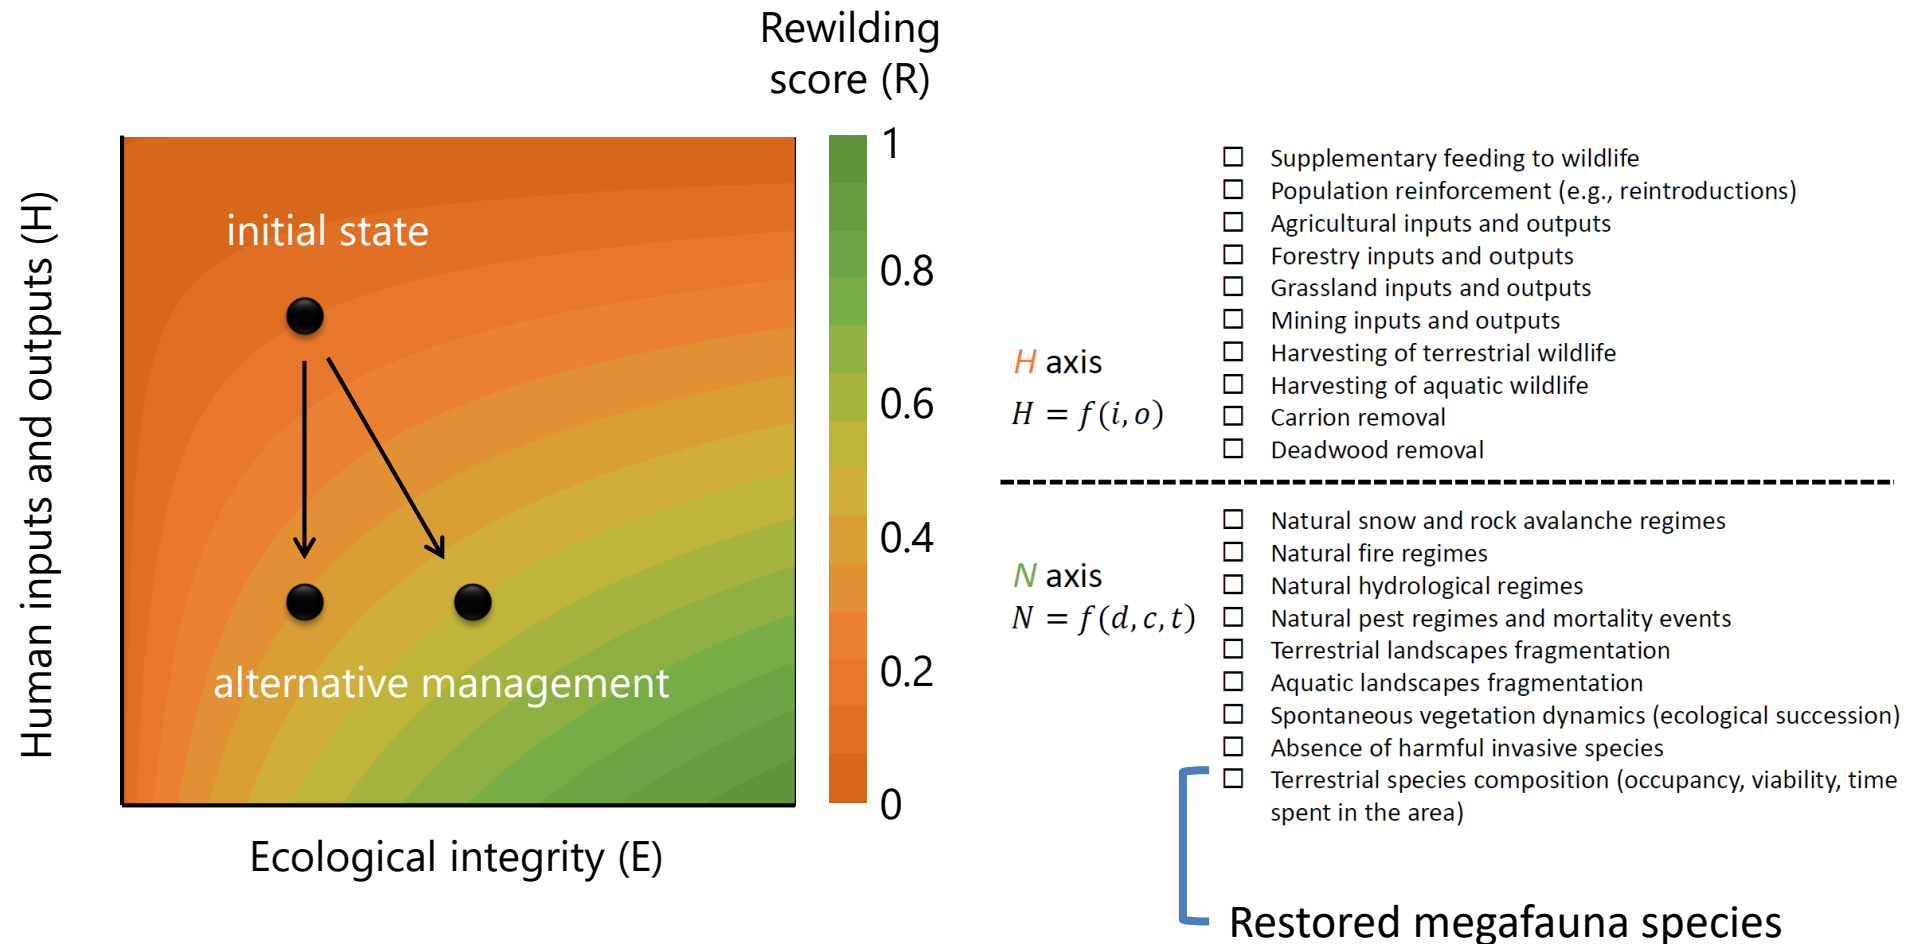 Rewilding
score (R)
Human inputs and outputs (H)
initial state
alternative management
Ecological integrity (E)
1
0.8
0.6
0.4
0.2
0
H axis
H = f(i, o)
☐ Supplementary feeding to wildlife
☐ Population reinforcement (e.g., reintroductions)
☐ Agricultural inputs and outputs
☐ Forestry inputs and outputs
☐ Grassland inputs and outputs
☐ Mining inputs and outputs
☐ Harvesting of terrestrial wildlife
☐ Harvesting of aquatic wildlife
☐ Carrion removal
☐ Deadwood removal
N axis
N = f(d, c, t)
☐ Natural snow and rock avalanche regimes
☐ Natural fire regimes
☐ Natural hydrological regimes
☐ Natural pest regimes and mortality events
☐ Terrestrial landscapes fragmentation
☐ Aquatic landscapes fragmentation
☐ Spontaneous vegetation dynamics (ecological succession)
☐ Absence of harmful invasive species
☐ Terrestrial species composition (occupancy, viability, time
spent in the area)
Restored megafauna species